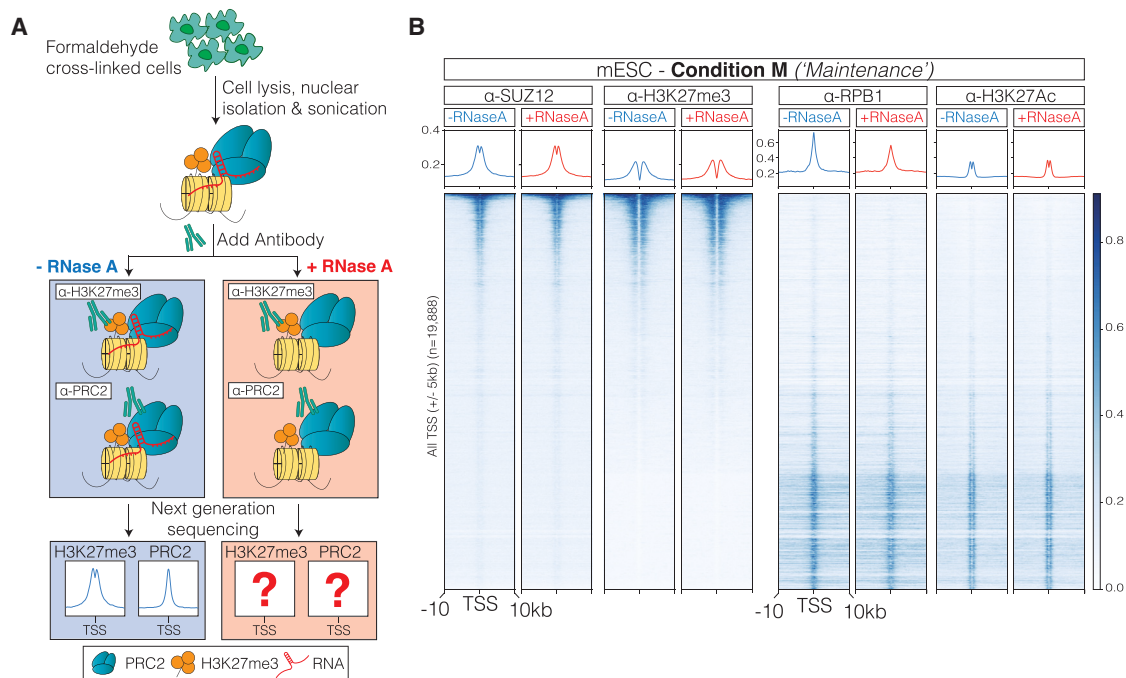 A
Formaldehyde
cross-linked cells
Cell lysis, nuclear
isolation & sonication
Add Antibody
- RNase A
+ RNase A
α-H3K27me3
α-H3K27me3
α-PRC2
α-PRC2
Next generation
sequencing
H3K27me3 PRC2
H3K27me3 PRC2
? ?
TSS TSS
TSS TSS
PRC2 H3K27me3 RNA
B
mESC - Condition M ('Maintenance')
α-SUZ12 α-H3K27me3 α-RPB1 α-H3K27Ac
-RNaseA +RNaseA -RNaseA +RNaseA -RNaseA +RNaseA -RNaseA +RNaseA
0.4
0.2
0.6
0.4
0.2
All TSS (+/- 5kb) (n=19,888)
0.8
0.6
0.4
0.2
0.0
-10 TSS 10kb
-10 TSS 10kb